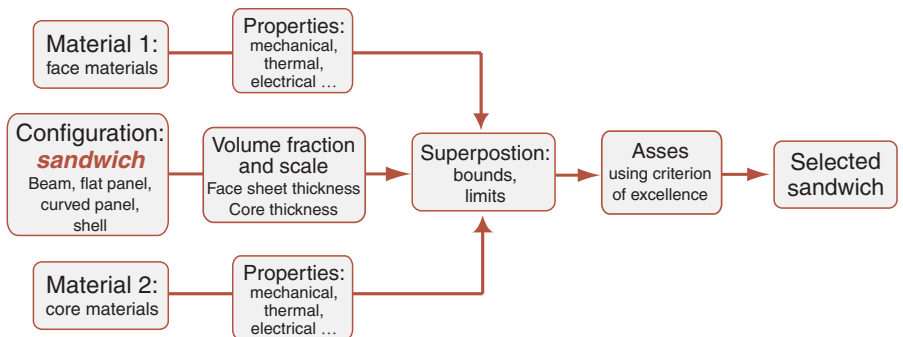 Material 1:
face materials
Properties:
mechanical,
thermal,
electrical ...
Configuration:
sandwich
Beam, flat panel,
curved panel,
shell
Volume fraction
and scale
Face sheet thickness
Core thickness
Superpostion:
bounds,
limits
Asses
using criterion
of excellence
Selected
sandwich
Material 2:
core materials
Properties:
mechanical,
thermal,
electrical ...